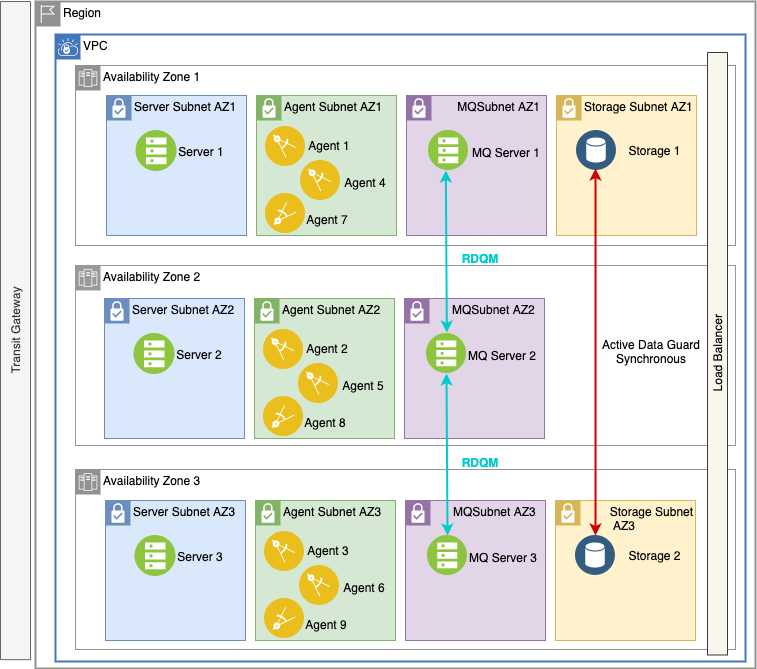 Region
VPC
Transit Gateway
Load Balancer
Availability Zone 1
Server Subnet AZ1
Server 1
Agent Subnet AZ1
Agent 1
Agent 4
Agent 7
MQSubnet AZ1
MQ Server 1
Storage Subnet AZ1
Storage 1
RDQM
Availability Zone 2
Server Subnet AZ2
Server 2
Agent Subnet AZ2
Agent 2
Agent 5
Agent 8
MQSubnet AZ2
MQ Server 2
Active Data Guard
Synchronous
RDQM
Availability Zone 3
Server Subnet AZ3
Server 3
Agent Subnet AZ3
Agent 3
Agent 6
Agent 9
MQSubnet AZ3
MQ Server 3
Storage Subnet
AZ3
Storage 2